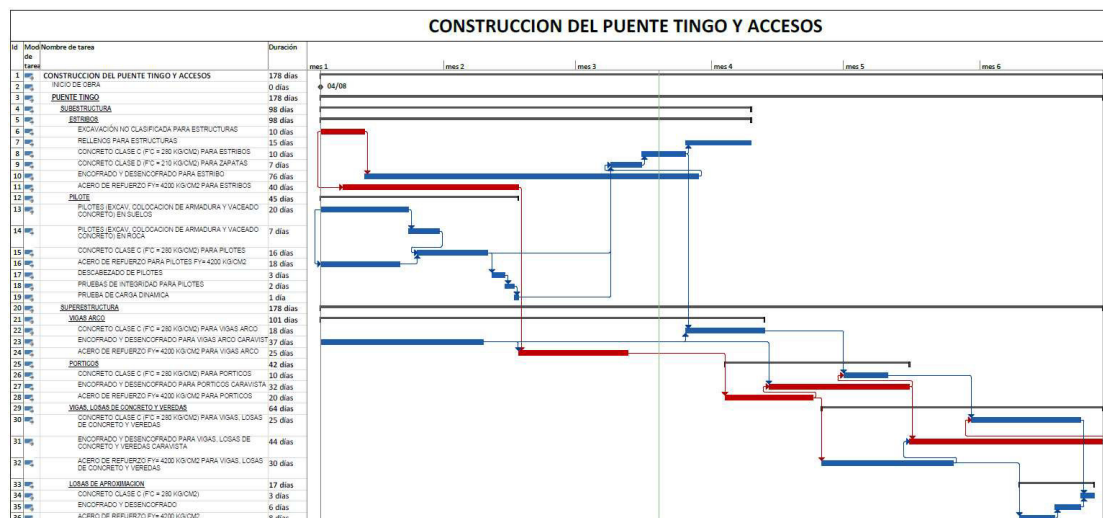 CONSTRUCCION DEL PUENTE TINGO Y ACCESOS
Id Mod de tarea Nombre de tarea Duración
mes 1 mes 2 mes 3 mes 4 mes 5 mes 6
1 CONSTRUCCION DEL PUENTE TINGO Y ACCESOS 178 días
2 INICIO DE OBRA 0 días 04/08
3 PUENTE TINGO 178 días
4 SUBESTRUCTURA 98 días
5 ESTRIBOS 98 días
6 EXCAVACIÓN NO CLASIFICADA PARA ESTRUCTURAS 10 días
7 RELLENOS PARA ESTRUCTURAS 15 días
8 CONCRETO CLASE C (F'C = 280 KG/CM2) PARA ESTRIBOS 10 días
9 CONCRETO CLASE D (F'C = 210 KG/CM2) PARA ZAPATAS 7 días
10 ENCOFRADO Y DESENCOFRADO PARA ESTRIBO 76 días
11 ACERO DE REFUERZO FY= 4200 KG/CM2 PARA ESTRIBOS 40 días
12 PILOTE 45 días
13 PILOTES (EXCAV, COLOCACION DE ARMADURA Y VACEADO 20 días
CONCRETO) EN SUELOS
14 PILOTES (EXCAV, COLOCACION DE ARMADURA Y VACEADO 7 días
CONCRETO) EN ROCA
15 CONCRETO CLASE C (F'C = 280 KG/CM2) PARA PILOTES 16 días
16 ACERO DE REFUERZO PARA PILOTES FY= 4200 KG/CM2 18 días
17 DESCABEZADO DE PILOTES 3 días
18 PRUEBAS DE INTEGRIDAD PARA PILOTES 2 días
19 PRUEBA DE CARGA DINAMICA 1 día
20 SUPERESTRUCTURA 178 días
21 VIGAS ARCO 101 días
22 CONCRETO CLASE C (F'C = 280 KG/CM2) PARA VIGAS ARCO 18 días
23 ENCOFRADO Y DESENCOFRADO PARA VIGAS ARCO CARAVIST 37 días
24 ACERO DE REFUERZO FY= 4200 KG/CM2 PARA VIGAS ARCO 25 días
25 PORTICOS 42 días
26 CONCRETO CLASE C (F'C = 280 KG/CM2) PARA PORTICOS 10 días
27 ENCOFRADO Y DESENCOFRADO PARA PORTICOS CARAVISTA 32 días
28 ACERO DE REFUERZO FY= 4200 KG/CM2 PARA PORTICOS 20 días
29 VIGAS, LOSAS DE CONCRETO Y VEREDAS 64 días
30 CONCRETO CLASE C (F'C = 280 KG/CM2) PARA VIGAS, LOSAS 25 días
DE CONCRETO Y VEREDAS
31 ENCOFRADO Y DESENCOFRADO PARA VIGAS, LOSAS DE 44 días
CONCRETO Y VEREDAS CARAVISTA
32 ACERO DE REFUERZO FY= 4200 KG/CM2 PARA VIGAS, LOSAS 30 días
DE CONCRETO Y VEREDAS
33 LOSAS DE APROXIMACION 17 días
34 CONCRETO CLASE C (F'C = 280 KG/CM2) 3 días
35 ENCOFRADO Y DESENCOFRADO 6 días
36 ACERO DE REFUERZO FY= 4200 KG/CM2 8 días